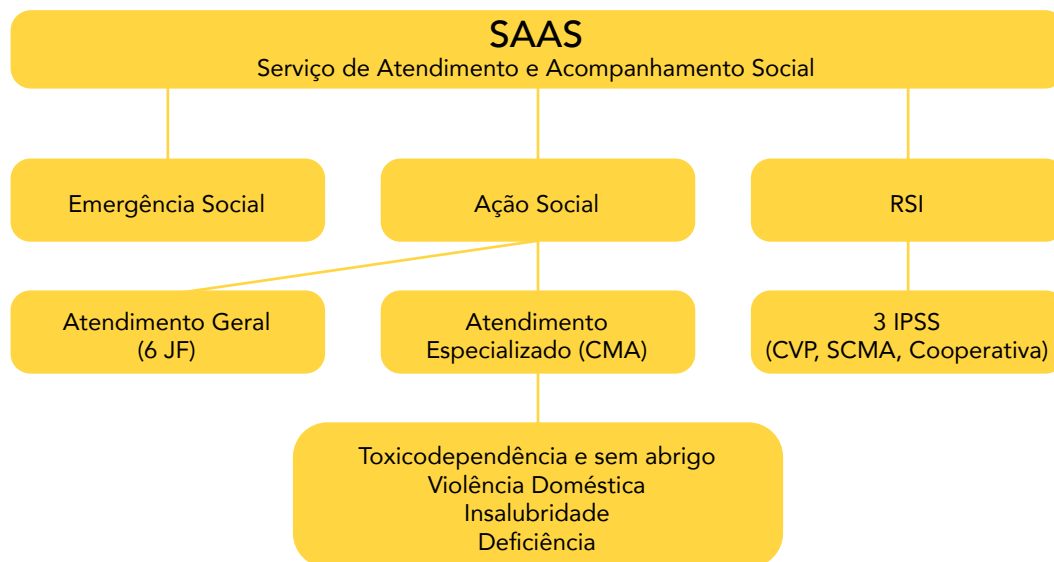 SAAS
Serviço de Atendimento e Acompanhamento Social
Emergência Social
Ação Social
RSI
Atendimento Geral
(6 JF)
Atendimento
Especializado (CMA)
3 IPSS
(CVP, SCMA, Cooperativa)
Toxicodependência e sem abrigo
Violência Doméstica
Insalubridade
Deficiência